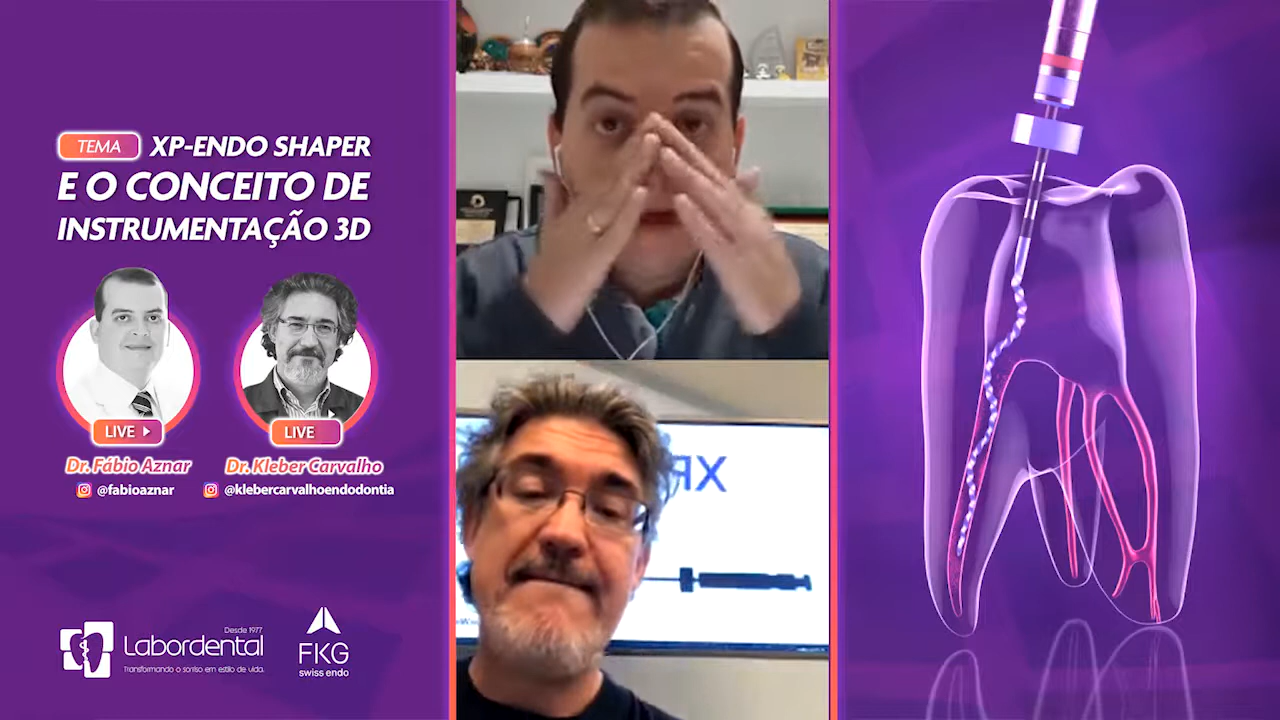 TEMA XP-ENDO SHAPER
E O CONCEITO DE
INSTRUMENTAÇÃO 3D
LIVE
LIVE
Dr. Fábio Aznar
Dr. Kleber Carvalho
@fabioaznar
@klebercarvalhoendodontia
Desde 1977
Labordental
Transformando o sorriso em estilo de vida.
FKG
swiss endo
XP